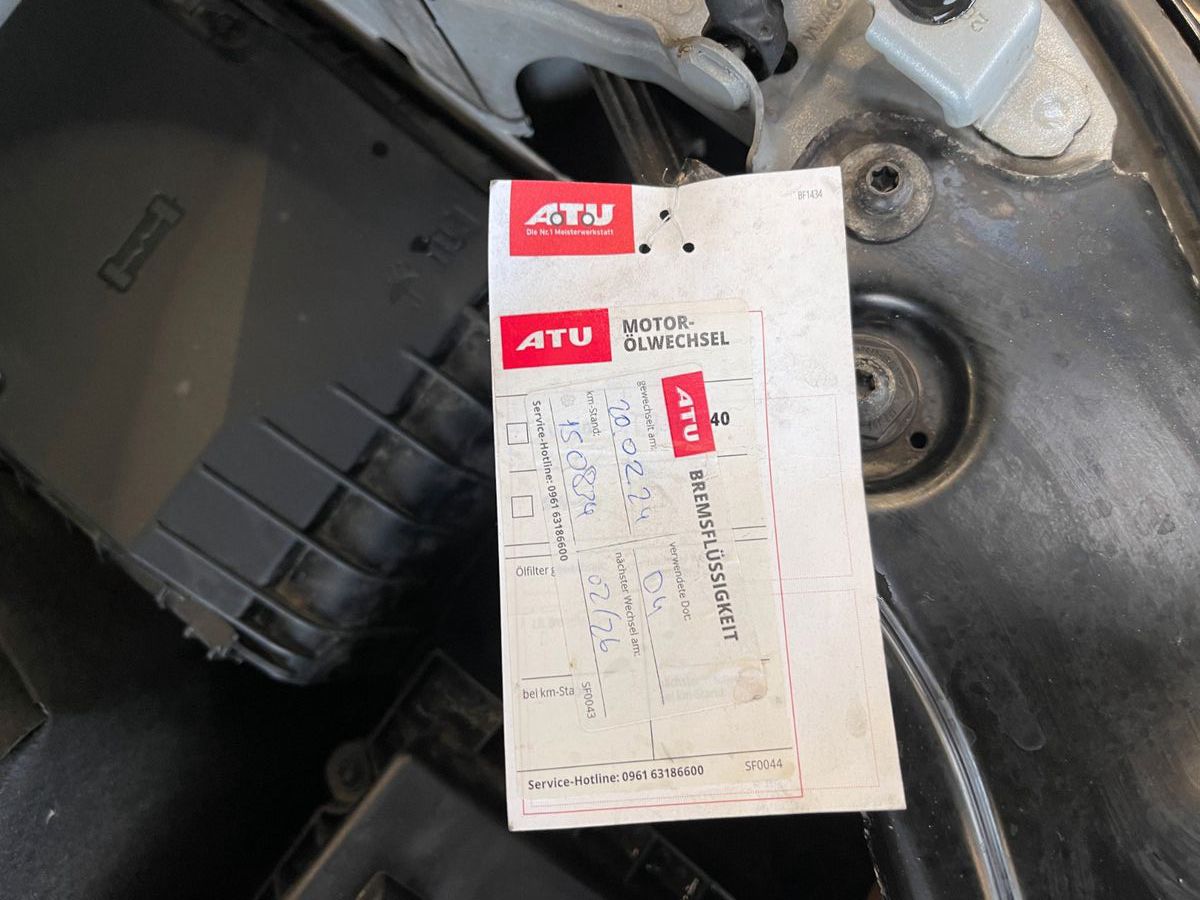 ATU
Die Nr.1 Meisterwerkstatt
BF1434
ATU
MOTOR-
ÖLWECHSEL
40
Ölfilter
bei km-Sta
Service-Hotline: 0961 63186600
SF0044
ATU
BREMSFLÜSSIGKEIT
gewechselt am:
20.02.24
verwendete Dot:
04
km-Stand:
150874
nächster Wechsel am:
02/26
Service-Hotline: 0961 63186600
SF0043